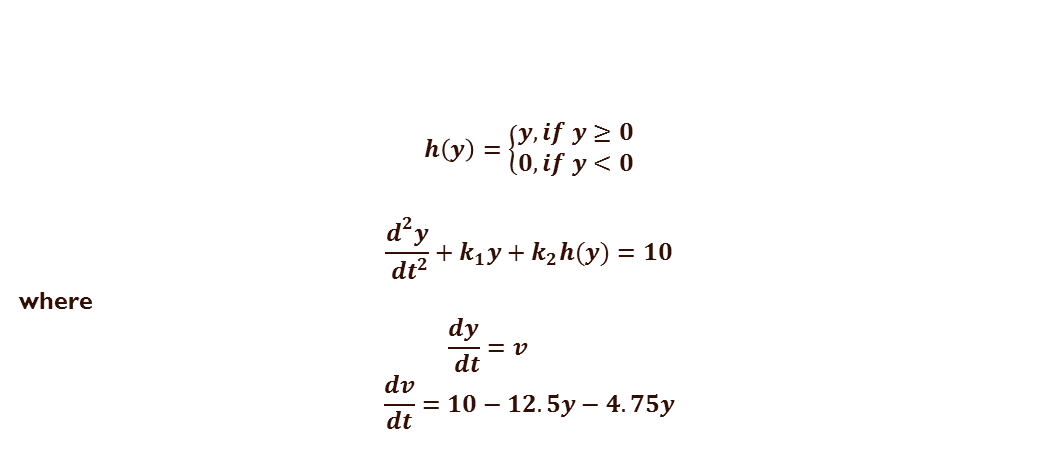 h(y) = {y, if y ≥ 0
{0, if y < 0
d²y/dt² + k₁y + k₂h(y) = 10
where
dy/dt = v
dv/dt = 10 − 12.5y − 4.75y